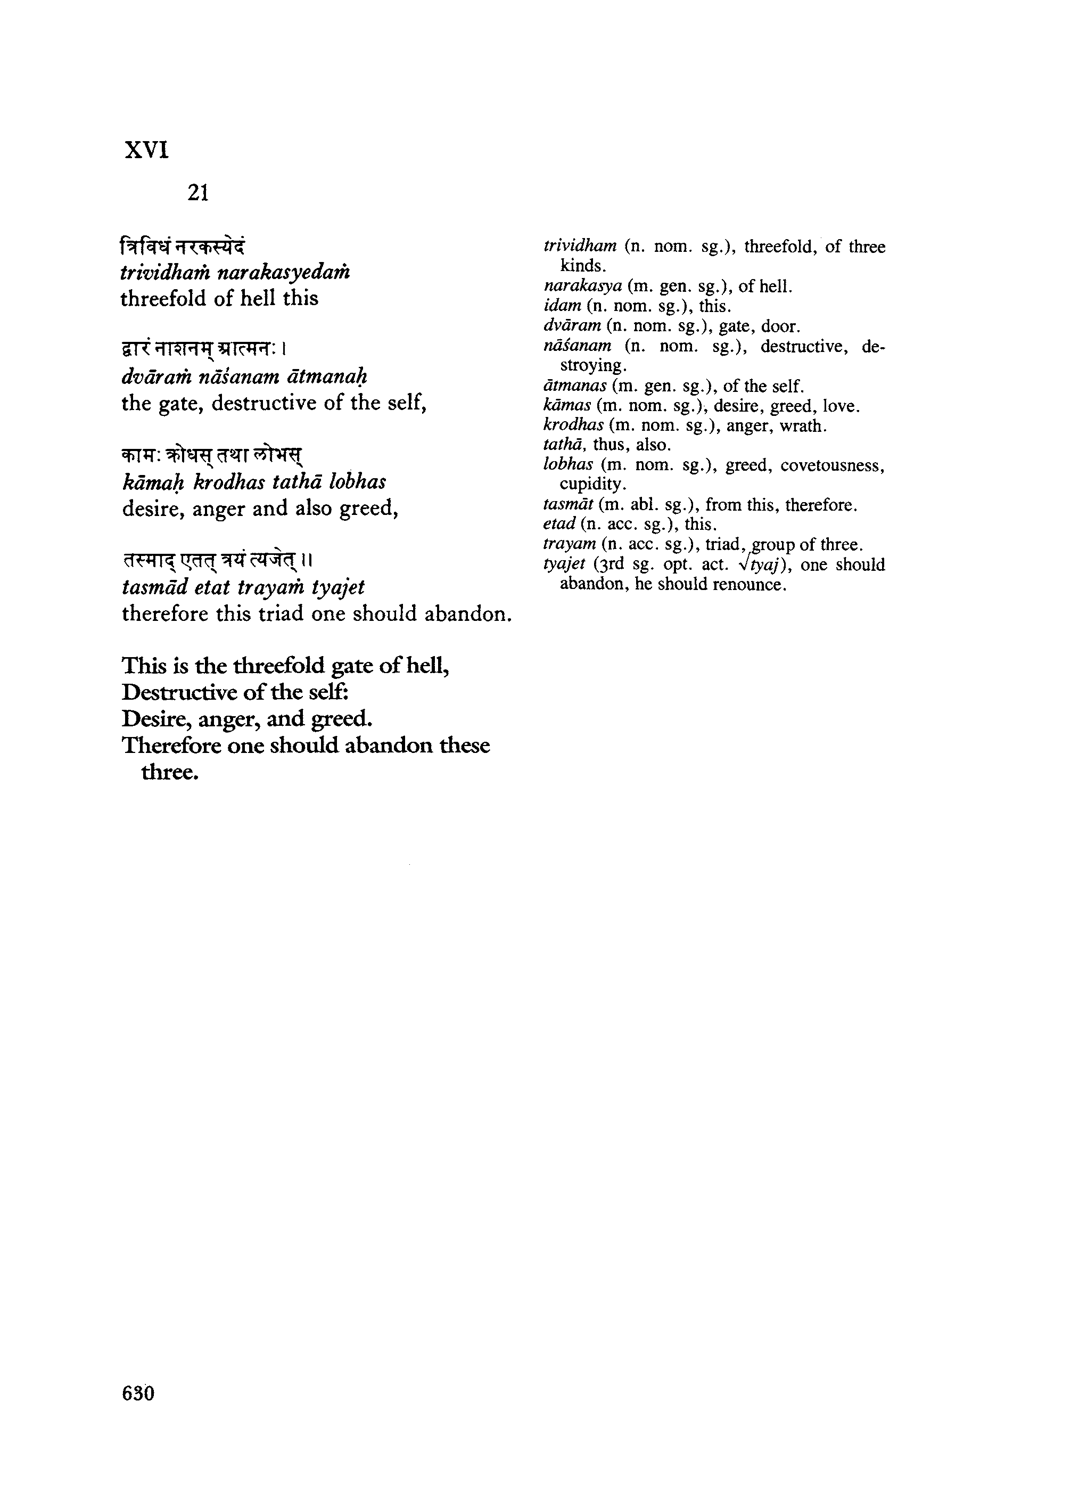 XVI
21
त्रिविधं नरकस्येदं
trividhaṁ narakasyedaṁ
threefold of hell this
द्वारं नाशनम् आत्मनः ।
dvāraṁ nāśanam ātmanaḥ
the gate, destructive of the self,
कामः क्रोधस् तथा लोभस्
kāmaḥ krodhas tathā lobhas
desire, anger and also greed,
तस्माद् एतत् त्रयं त्यजेत् ॥
tasmād etat trayaṁ tyajet
therefore this triad one should abandon.
This is the threefold gate of hell,
Destructive of the self:
Desire, anger, and greed.
Therefore one should abandon these
three.
trividham (n. nom. sg.), threefold, of three
kinds.
narakasya (m. gen. sg.), of hell.
idam (n. nom. sg.), this.
dvāram (n. nom. sg.), gate, door.
nāśanam (n. nom. sg.), destructive, de-
stroying.
ātmanas (m. gen. sg.), of the self.
kāmas (m. nom. sg.), desire, greed, love.
krodhas (m. nom. sg.), anger, wrath.
tathā, thus, also.
lobhas (m. nom. sg.), greed, covetousness,
cupidity.
tasmāt (m. abl. sg.), from this, therefore.
etad (n. acc. sg.), this.
trayam (n. acc. sg.), triad, group of three.
tyajet (3rd sg. opt. act. √tyaj), one should
abandon, he should renounce.
630